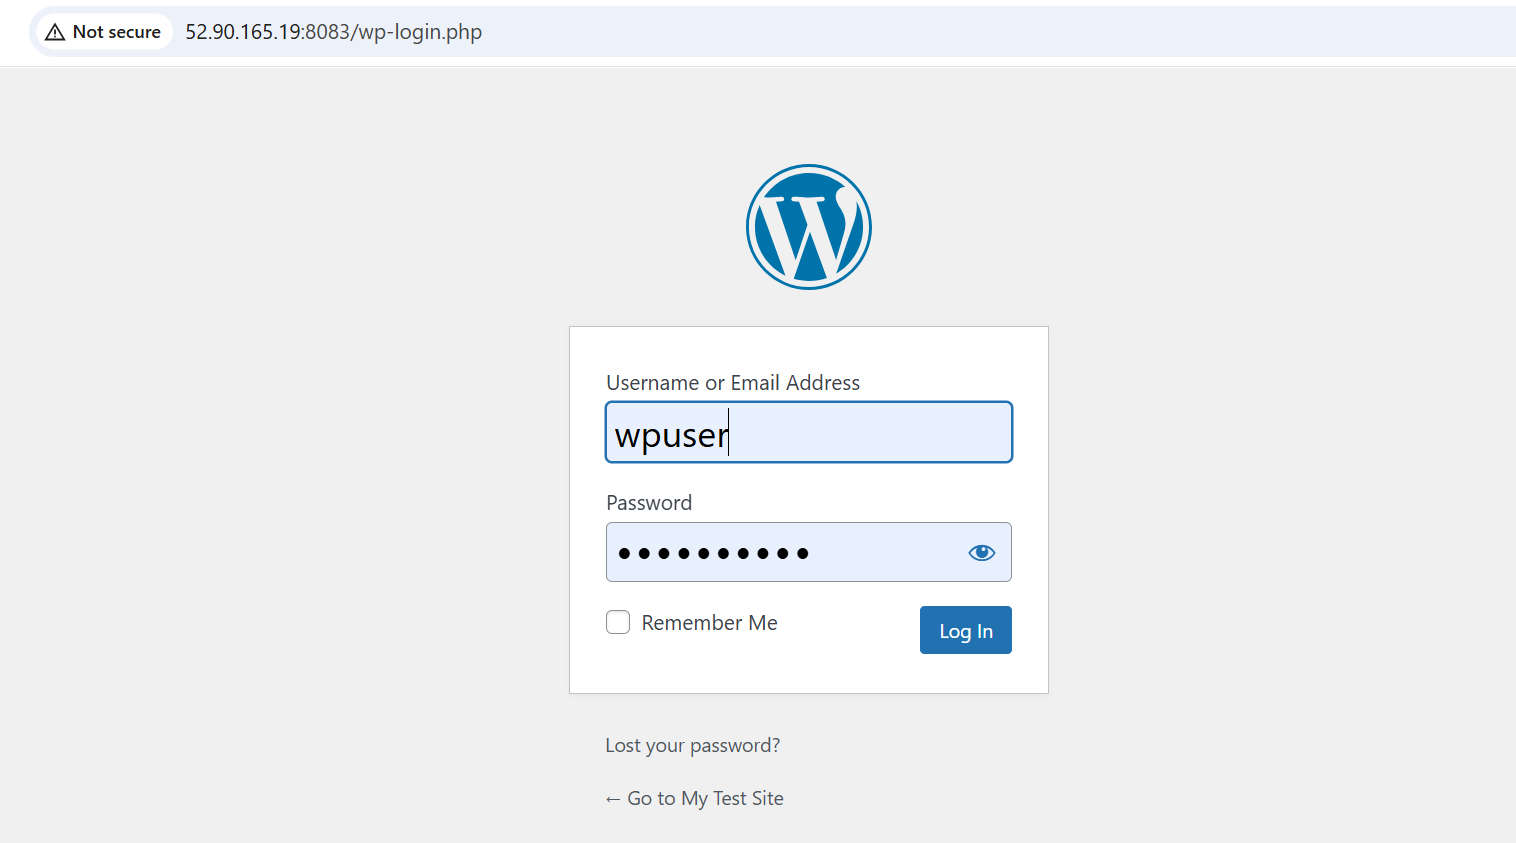 Not secure 52.90.165.19:8083/wp-login.php
Username or Email Address
wpuser
Password
••••••••••
Remember Me
Log In
Lost your password?
← Go to My Test Site